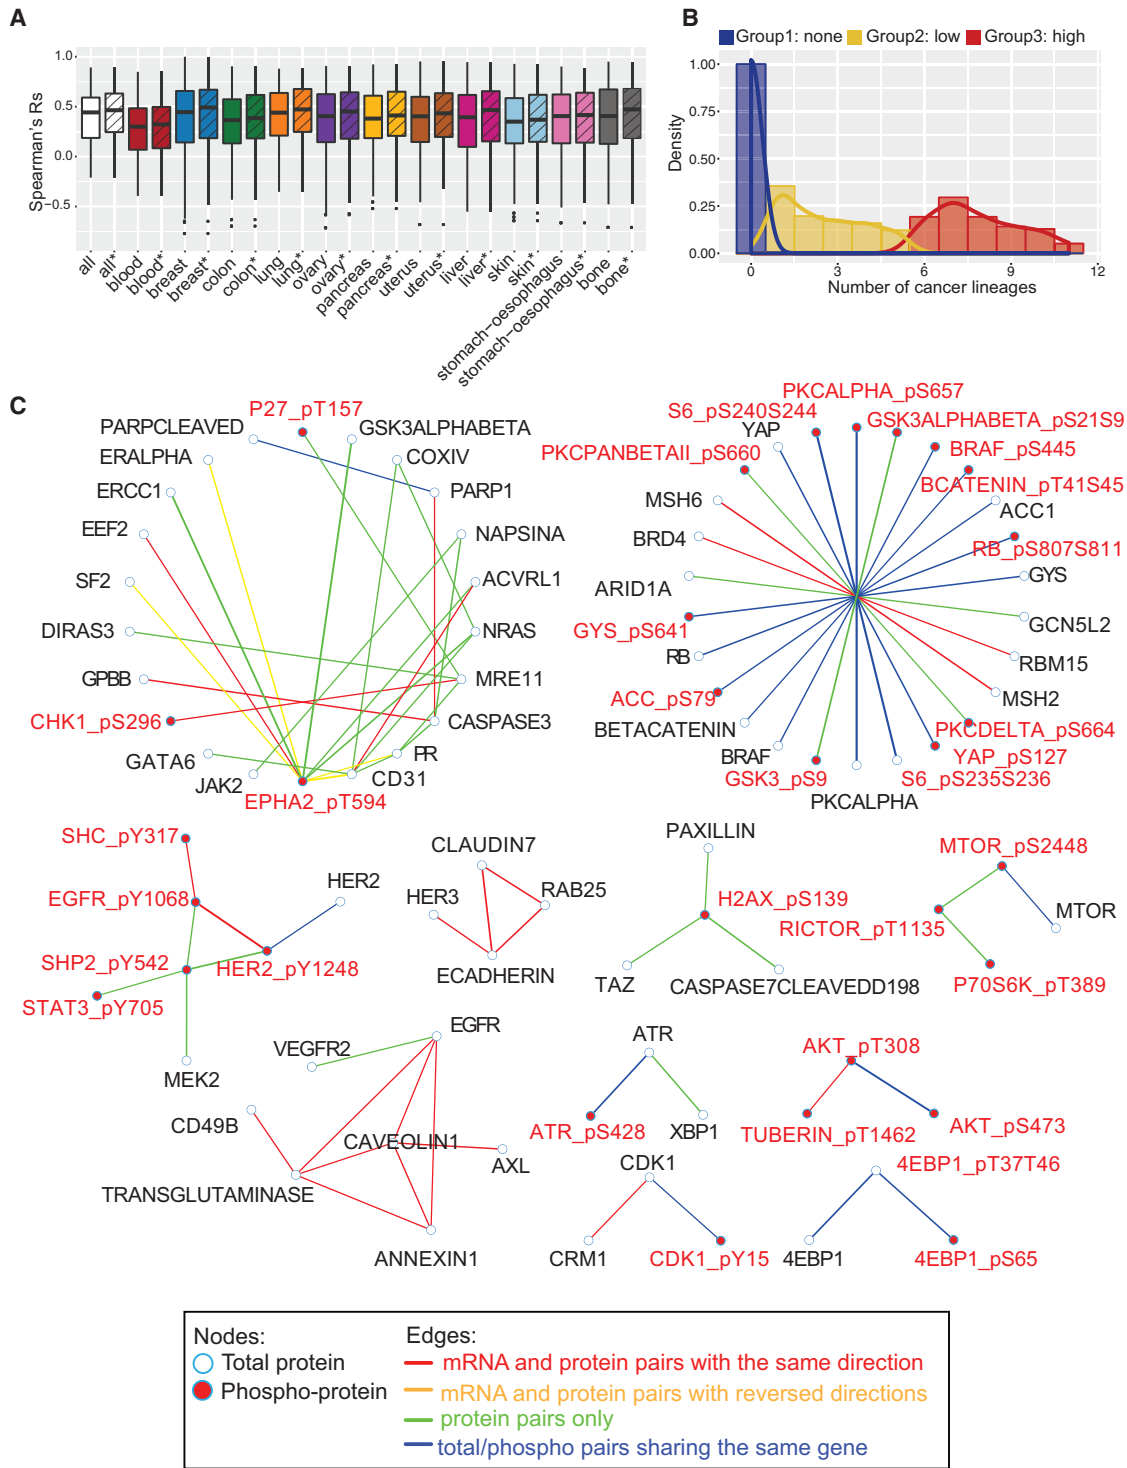 A
Spearman's Rs
1.0
0.5
0.0
−0.5
all
all*
blood
blood*
breast
breast*
colon
colon*
lung
lung*
ovary
ovary*
pancreas
pancreas*
uterus
uterus*
liver
liver*
skin
skin*
stomach−oesophagus
stomach−oesophagus*
bone
bone*
B
Group1: none Group2: low Group3: high
Density
1.00
0.75
0.50
0.25
0.00
0 3 6 9 12
Number of cancer lineages
C
P27_pT157
PARPCLEAVED
GSK3ALPHABETA
ERALPHA
COXIV
ERCC1
PARP1
EEF2
NAPSINA
SF2
ACVRL1
DIRAS3
NRAS
GPBB
MRE11
CHK1_pS296
CASPASE3
GATA6
PR
JAK2
CD31
EPHA2_pT594
PKCALPHA_pS657
S6_pS240S244
GSK3ALPHABETA_pS21S9
YAP
BRAF_pS445
PKCPANBETAII_pS660
BCATENIN_pT41S45
MSH6
ACC1
BRD4
RB_pS807S811
ARID1A
GYS
GYS_pS641
GCN5L2
RB
RBM15
ACC_pS79
MSH2
BETACATENIN
PKCDELTA_pS664
BRAF
YAP_pS127
GSK3_pS9
S6_pS235S236
PKCALPHA
SHC_pY317
EGFR_pY1068
HER2
SHP2_pY542
HER2_pY1248
STAT3_pY705
MEK2
CLAUDIN7
HER3
RAB25
ECADHERIN
PAXILLIN
H2AX_pS139
TAZ
CASPASE7CLEAVEDD198
MTOR_pS2448
MTOR
RICTOR_pT1135
P70S6K_pT389
EGFR
VEGFR2
CD49B
CAVEOLIN1
AXL
TRANSGLUTAMINASE
ANNEXIN1
ATR
ATR_pS428
XBP1
AKT_pT308
TUBERIN_pT1462
AKT_pS473
CDK1
CRM1
CDK1_pY15
4EBP1_pT37T46
4EBP1
4EBP1_pS65
Nodes:
Total protein
Phospho-protein
Edges:
mRNA and protein pairs with the same direction
mRNA and protein pairs with reversed directions
protein pairs only
total/phospho pairs sharing the same gene